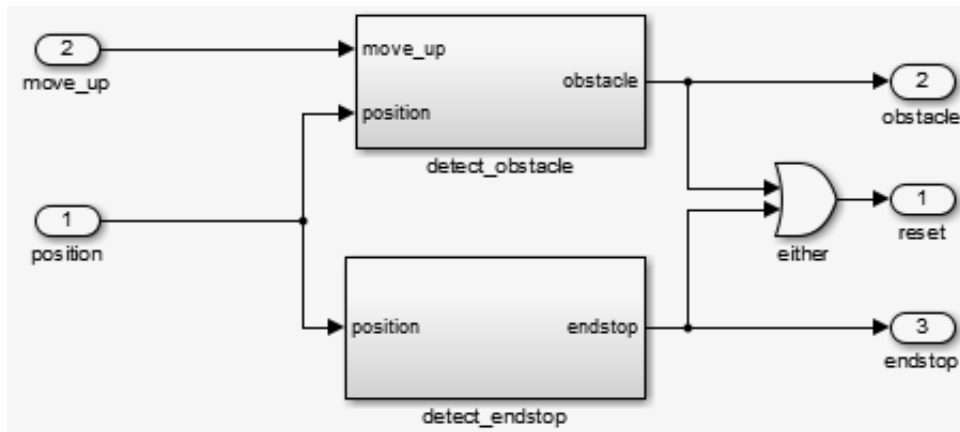 2
move_up
move_up
position
obstacle
detect_obstacle
2
obstacle
1
position
either
1
reset
position
endstop
detect_endstop
3
endstop